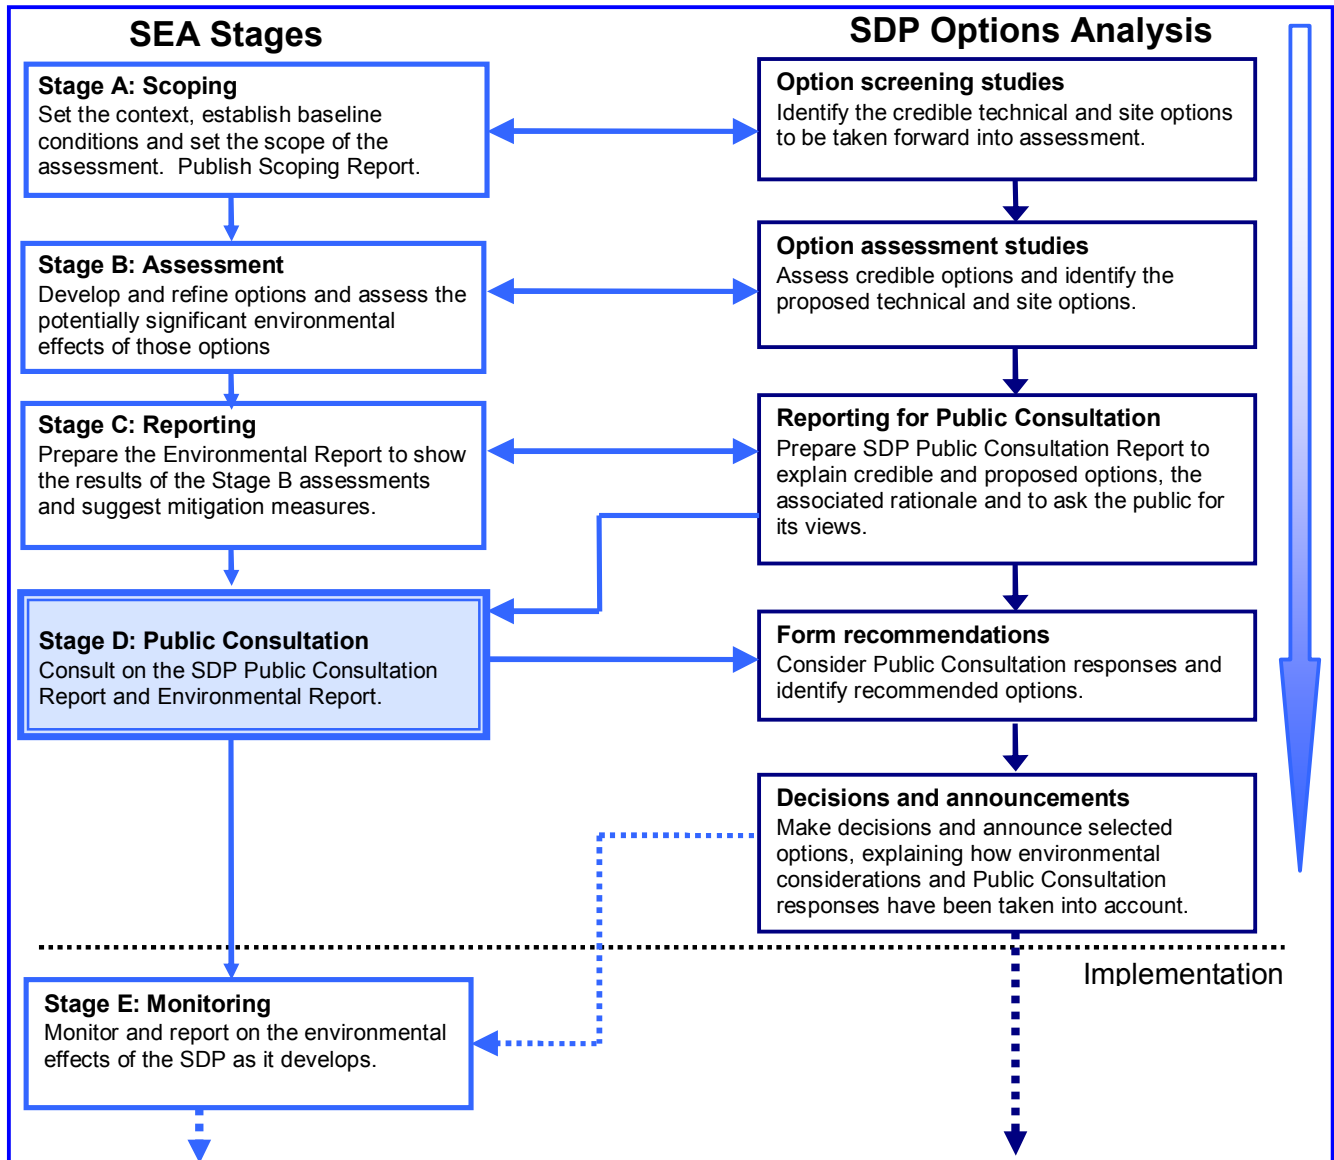 SEA Stages
Stage A: Scoping
Set the context, establish baseline
conditions and set the scope of the
assessment.  Publish Scoping Report.
Stage B: Assessment
Develop and refine options and assess the
potentially significant environmental
effects of those options
Stage C: Reporting
Prepare the Environmental Report to show
the results of the Stage B assessments
and suggest mitigation measures.
Stage D: Public Consultation
Consult on the SDP Public Consultation
Report and Environmental Report.
Stage E: Monitoring
Monitor and report on the environmental
effects of the SDP as it develops.
SDP Options Analysis
Option screening studies
Identify the credible technical and site options
to be taken forward into assessment.
Option assessment studies
Assess credible options and identify the
proposed technical and site options.
Reporting for Public Consultation
Prepare SDP Public Consultation Report to
explain credible and proposed options, the
associated rationale and to ask the public for
its views.
Form recommendations
Consider Public Consultation responses and
identify recommended options.
Decisions and announcements
Make decisions and announce selected
options, explaining how environmental
considerations and Public Consultation
responses have been taken into account.
Implementation